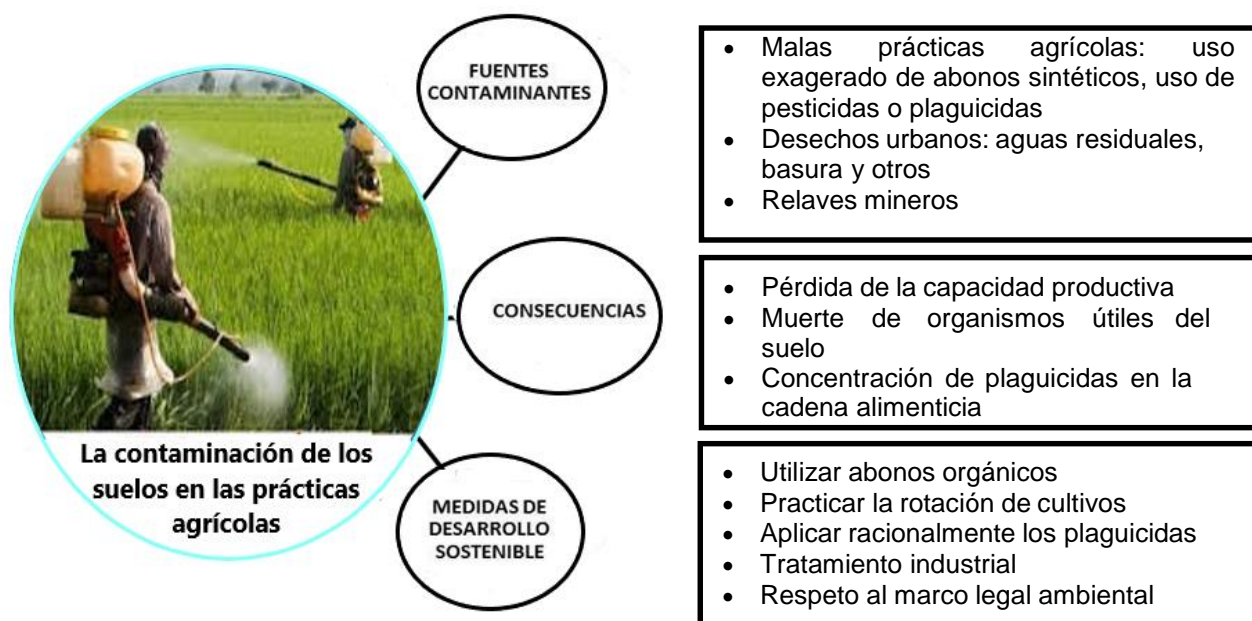 FUENTES
CONTAMINANTES
• Malas prácticas agrícolas: uso
exagerado de abonos sintéticos, uso de
pesticidas o plaguicidas
• Desechos urbanos: aguas residuales,
basura y otros
• Relaves mineros
CONSECUENCIAS
• Pérdida de la capacidad productiva
• Muerte de organismos útiles del
suelo
• Concentración de plaguicidas en la
cadena alimenticia
La contaminación de los
suelos en las prácticas
agrícolas
MEDIDAS DE
DESARROLLO
SOSTENIBLE
• Utilizar abonos orgánicos
• Practicar la rotación de cultivos
• Aplicar racionalmente los plaguicidas
• Tratamiento industrial
• Respeto al marco legal ambiental